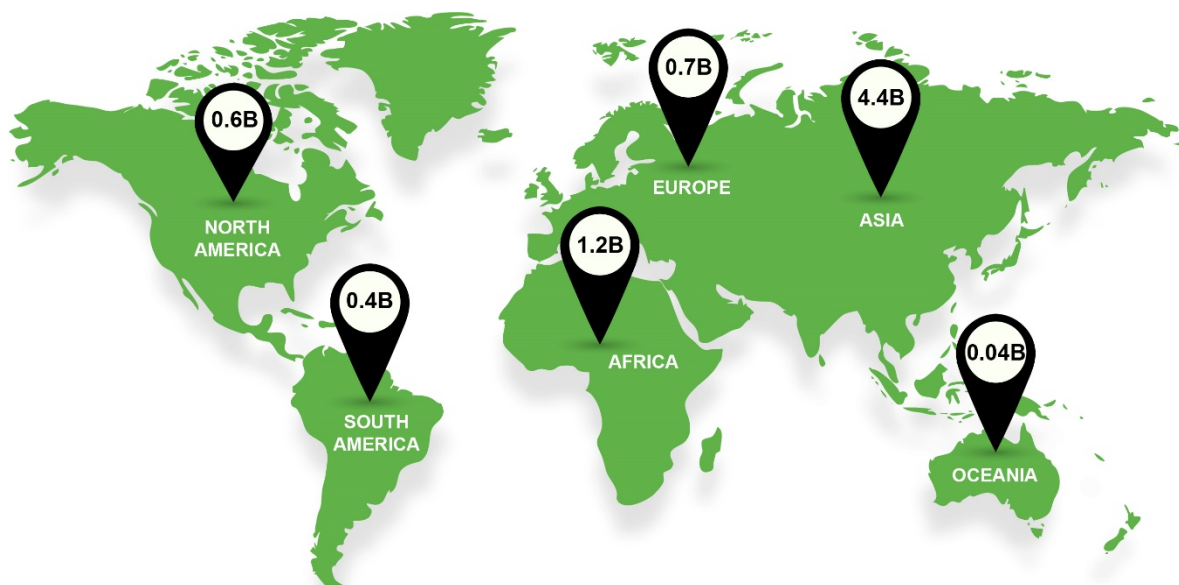 0.7B
EUROPE
4.4B
ASIA
0.6B
NORTH
AMERICA
1.2B
AFRICA
0.4B
SOUTH
AMERICA
0.04B
OCEANIA